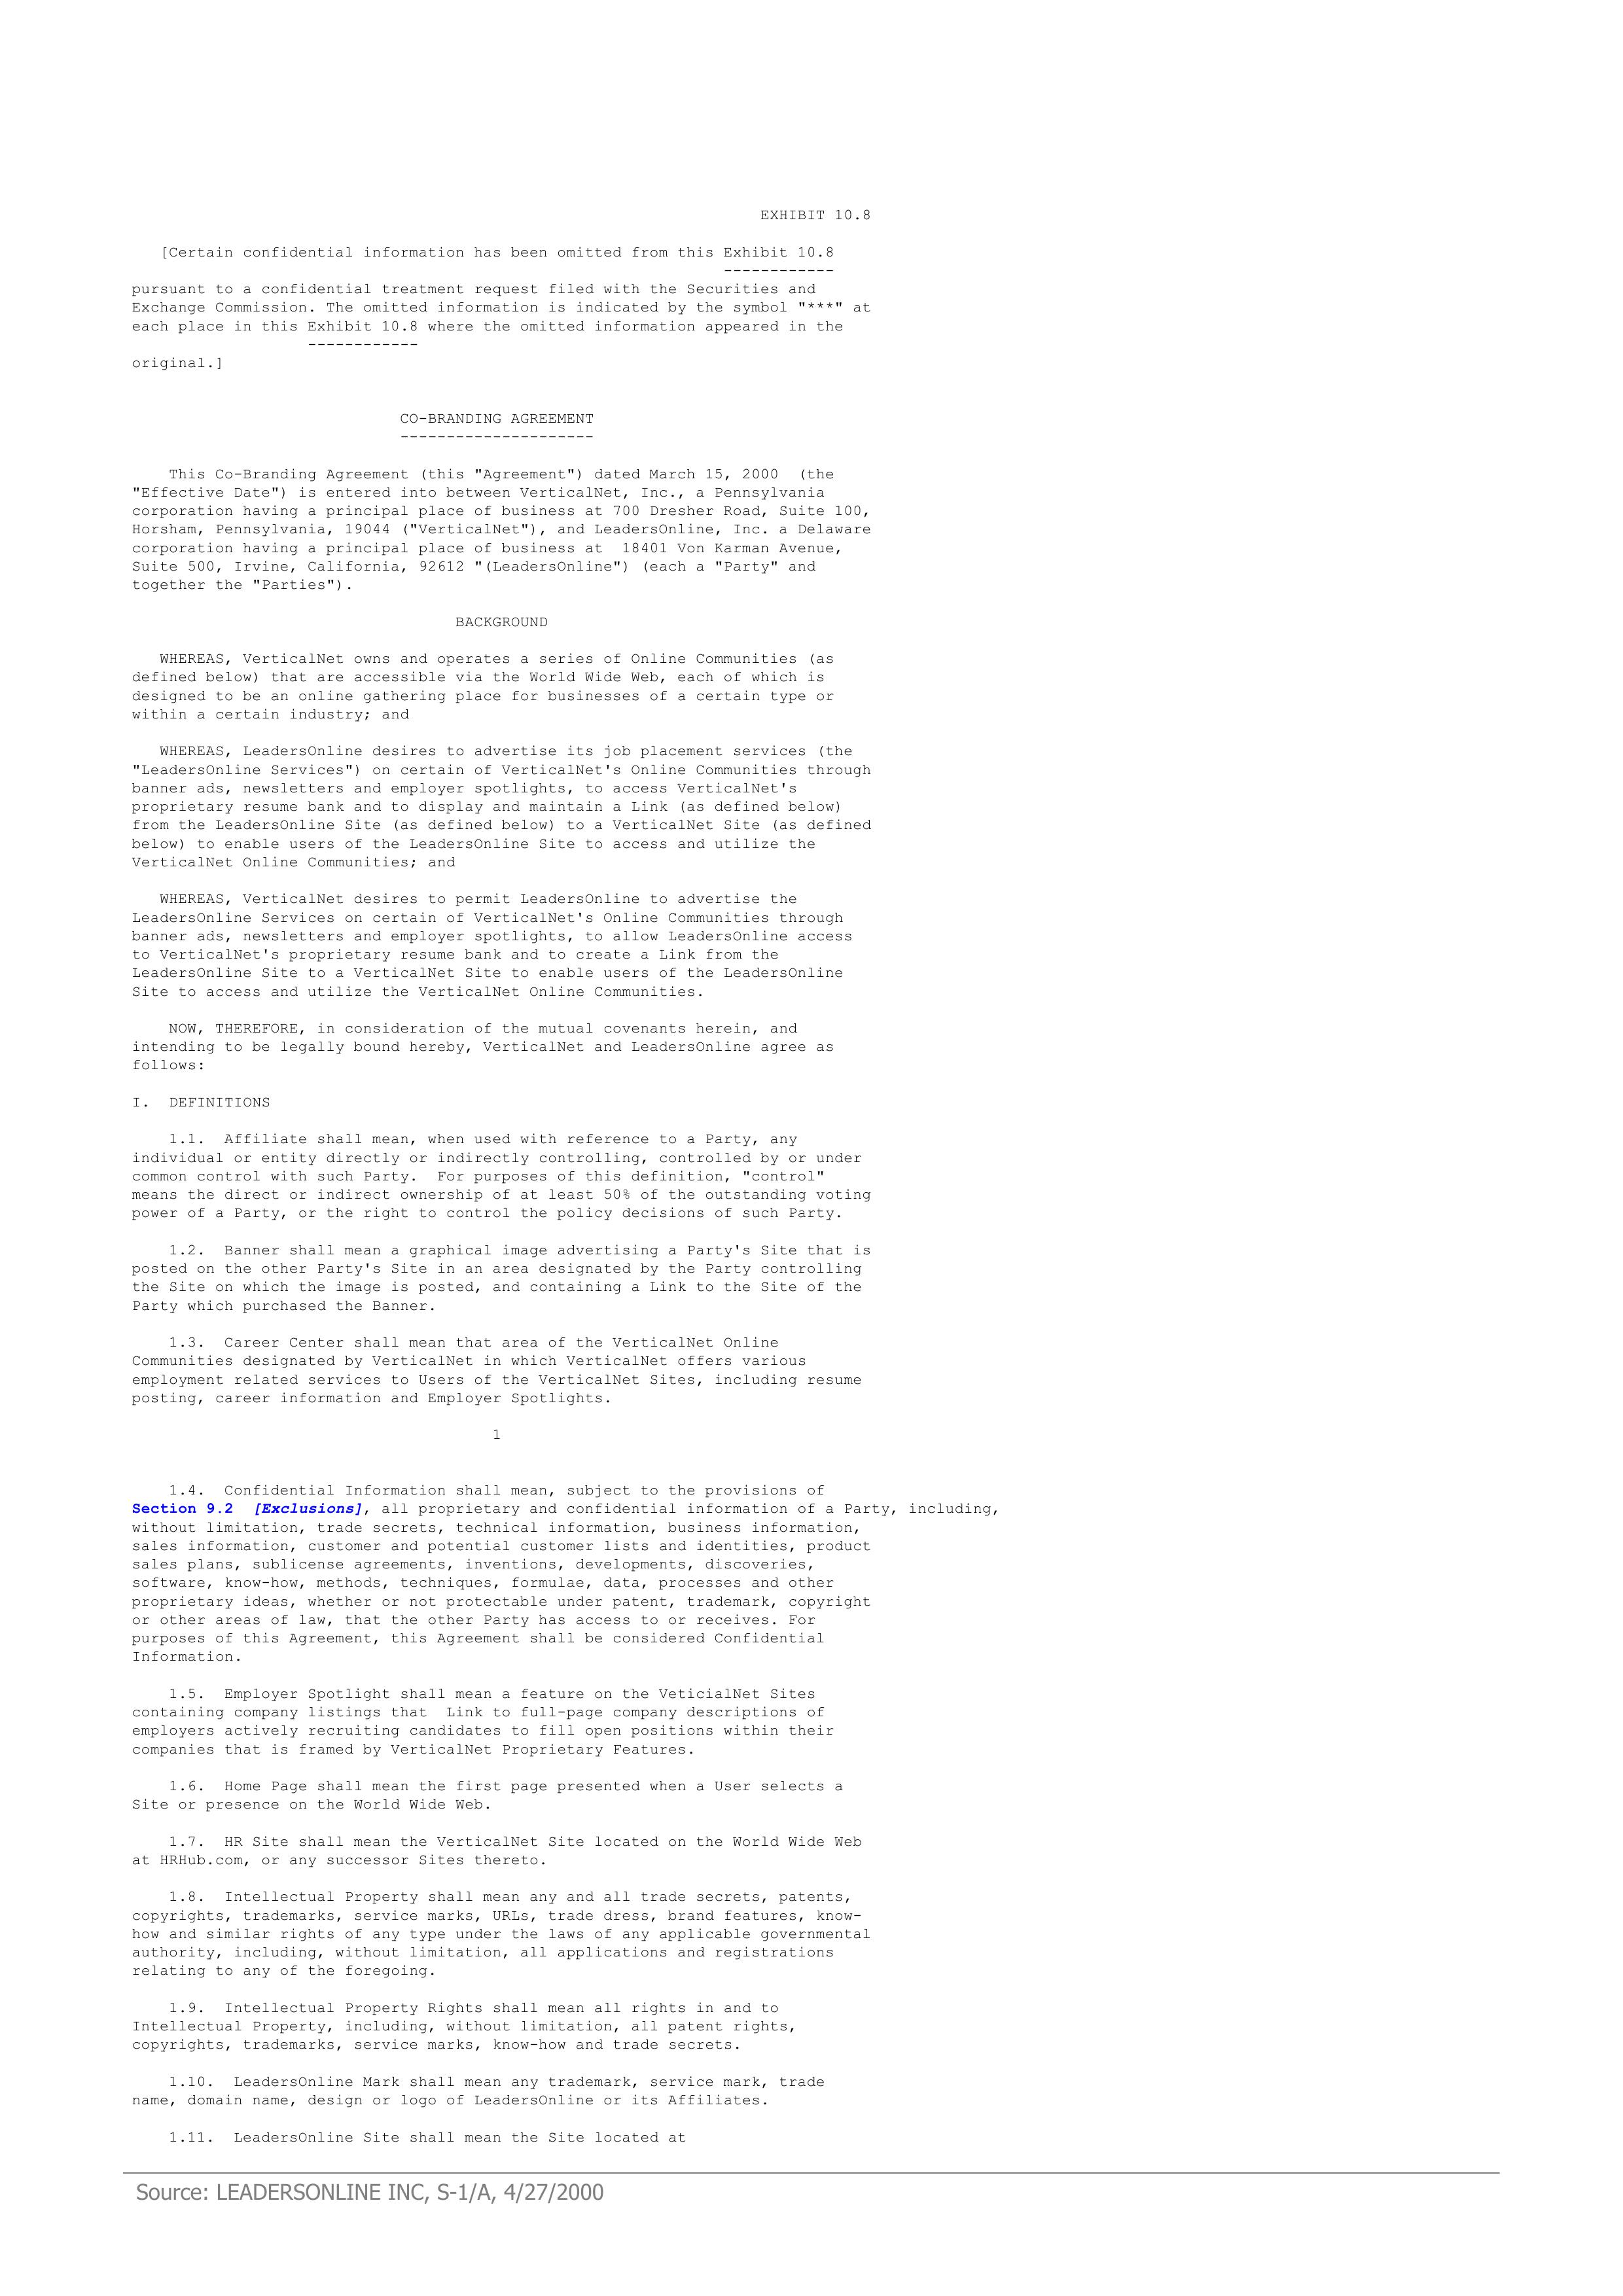 EXHIBIT 10.8
[Certain confidential information has been omitted from this Exhibit 10.8
------------
pursuant to a confidential treatment request filed with the Securities and
Exchange Commission. The omitted information is indicated by the symbol "***" at
each place in this Exhibit 10.8 where the omitted information appeared in the
------------
original.]
CO-BRANDING AGREEMENT
---------------------
This Co-Branding Agreement (this "Agreement") dated March 15, 2000 (the
"Effective Date") is entered into between VerticalNet, Inc., a Pennsylvania
corporation having a principal place of business at 700 Dresher Road, Suite 100,
Horsham, Pennsylvania, 19044 ("VerticalNet"), and LeadersOnline, Inc. a Delaware
corporation having a principal place of business at 18401 Von Karman Avenue,
Suite 500, Irvine, California, 92612 "(LeadersOnline") (each a "Party" and
together the "Parties").
BACKGROUND
WHEREAS, VerticalNet owns and operates a series of Online Communities (as
defined below) that are accessible via the World Wide Web, each of which is
designed to be an online gathering place for businesses of a certain type or
within a certain industry; and
WHEREAS, LeadersOnline desires to advertise its job placement services (the
"LeadersOnline Services") on certain of VerticalNet's Online Communities through
banner ads, newsletters and employer spotlights, to access VerticalNet's
proprietary resume bank and to display and maintain a Link (as defined below)
from the LeadersOnline Site (as defined below) to a VerticalNet Site (as defined
below) to enable users of the LeadersOnline Site to access and utilize the
VerticalNet Online Communities; and
WHEREAS, VerticalNet desires to permit LeadersOnline to advertise the
LeadersOnline Services on certain of VerticalNet's Online Communities through
banner ads, newsletters and employer spotlights, to allow LeadersOnline access
to VerticalNet's proprietary resume bank and to create a Link from the
LeadersOnline Site to a VerticalNet Site to enable users of the LeadersOnline
Site to access and utilize the VerticalNet Online Communities.
NOW, THEREFORE, in consideration of the mutual covenants herein, and
intending to be legally bound hereby, VerticalNet and LeadersOnline agree as
follows:
I. DEFINITIONS
1.1. Affiliate shall mean, when used with reference to a Party, any
individual or entity directly or indirectly controlling, controlled by or under
common control with such Party. For purposes of this definition, "control"
means the direct or indirect ownership of at least 50% of the outstanding voting
power of a Party, or the right to control the policy decisions of such Party.
1.2. Banner shall mean a graphical image advertising a Party's Site that is
posted on the other Party's Site in an area designated by the Party controlling
the Site on which the image is posted, and containing a Link to the Site of the
Party which purchased the Banner.
1.3. Career Center shall mean that area of the VerticalNet Online
Communities designated by VerticalNet in which VerticalNet offers various
employment related services to Users of the VerticalNet Sites, including resume
posting, career information and Employer Spotlights.
1
1.4. Confidential Information shall mean, subject to the provisions of
Section 9.2 [Exclusions], all proprietary and confidential information of a Party, including,
without limitation, trade secrets, technical information, business information,
sales information, customer and potential customer lists and identities, product
sales plans, sublicense agreements, inventions, developments, discoveries,
software, know-how, methods, techniques, formulae, data, processes and other
proprietary ideas, whether or not protectable under patent, trademark, copyright
or other areas of law, that the other Party has access to or receives. For
purposes of this Agreement, this Agreement shall be considered Confidential
Information.
1.5. Employer Spotlight shall mean a feature on the VeticialNet Sites
containing company listings that Link to full-page company descriptions of
employers actively recruiting candidates to fill open positions within their
companies that is framed by VerticalNet Proprietary Features.
1.6. Home Page shall mean the first page presented when a User selects a
Site or presence on the World Wide Web.
1.7. HR Site shall mean the VerticalNet Site located on the World Wide Web
at HRHub.com, or any successor Sites thereto.
1.8. Intellectual Property shall mean any and all trade secrets, patents,
copyrights, trademarks, service marks, URLs, trade dress, brand features, know-
how and similar rights of any type under the laws of any applicable governmental
authority, including, without limitation, all applications and registrations
relating to any of the foregoing.
1.9. Intellectual Property Rights shall mean all rights in and to
Intellectual Property, including, without limitation, all patent rights,
copyrights, trademarks, service marks, know-how and trade secrets.
1.10. LeadersOnline Mark shall mean any trademark, service mark, trade
name, domain name, design or logo of LeadersOnline or its Affiliates.
1.11. LeadersOnline Site shall mean the Site located at
Source: LEADERSONLINE INC, S-1/A, 4/27/2000